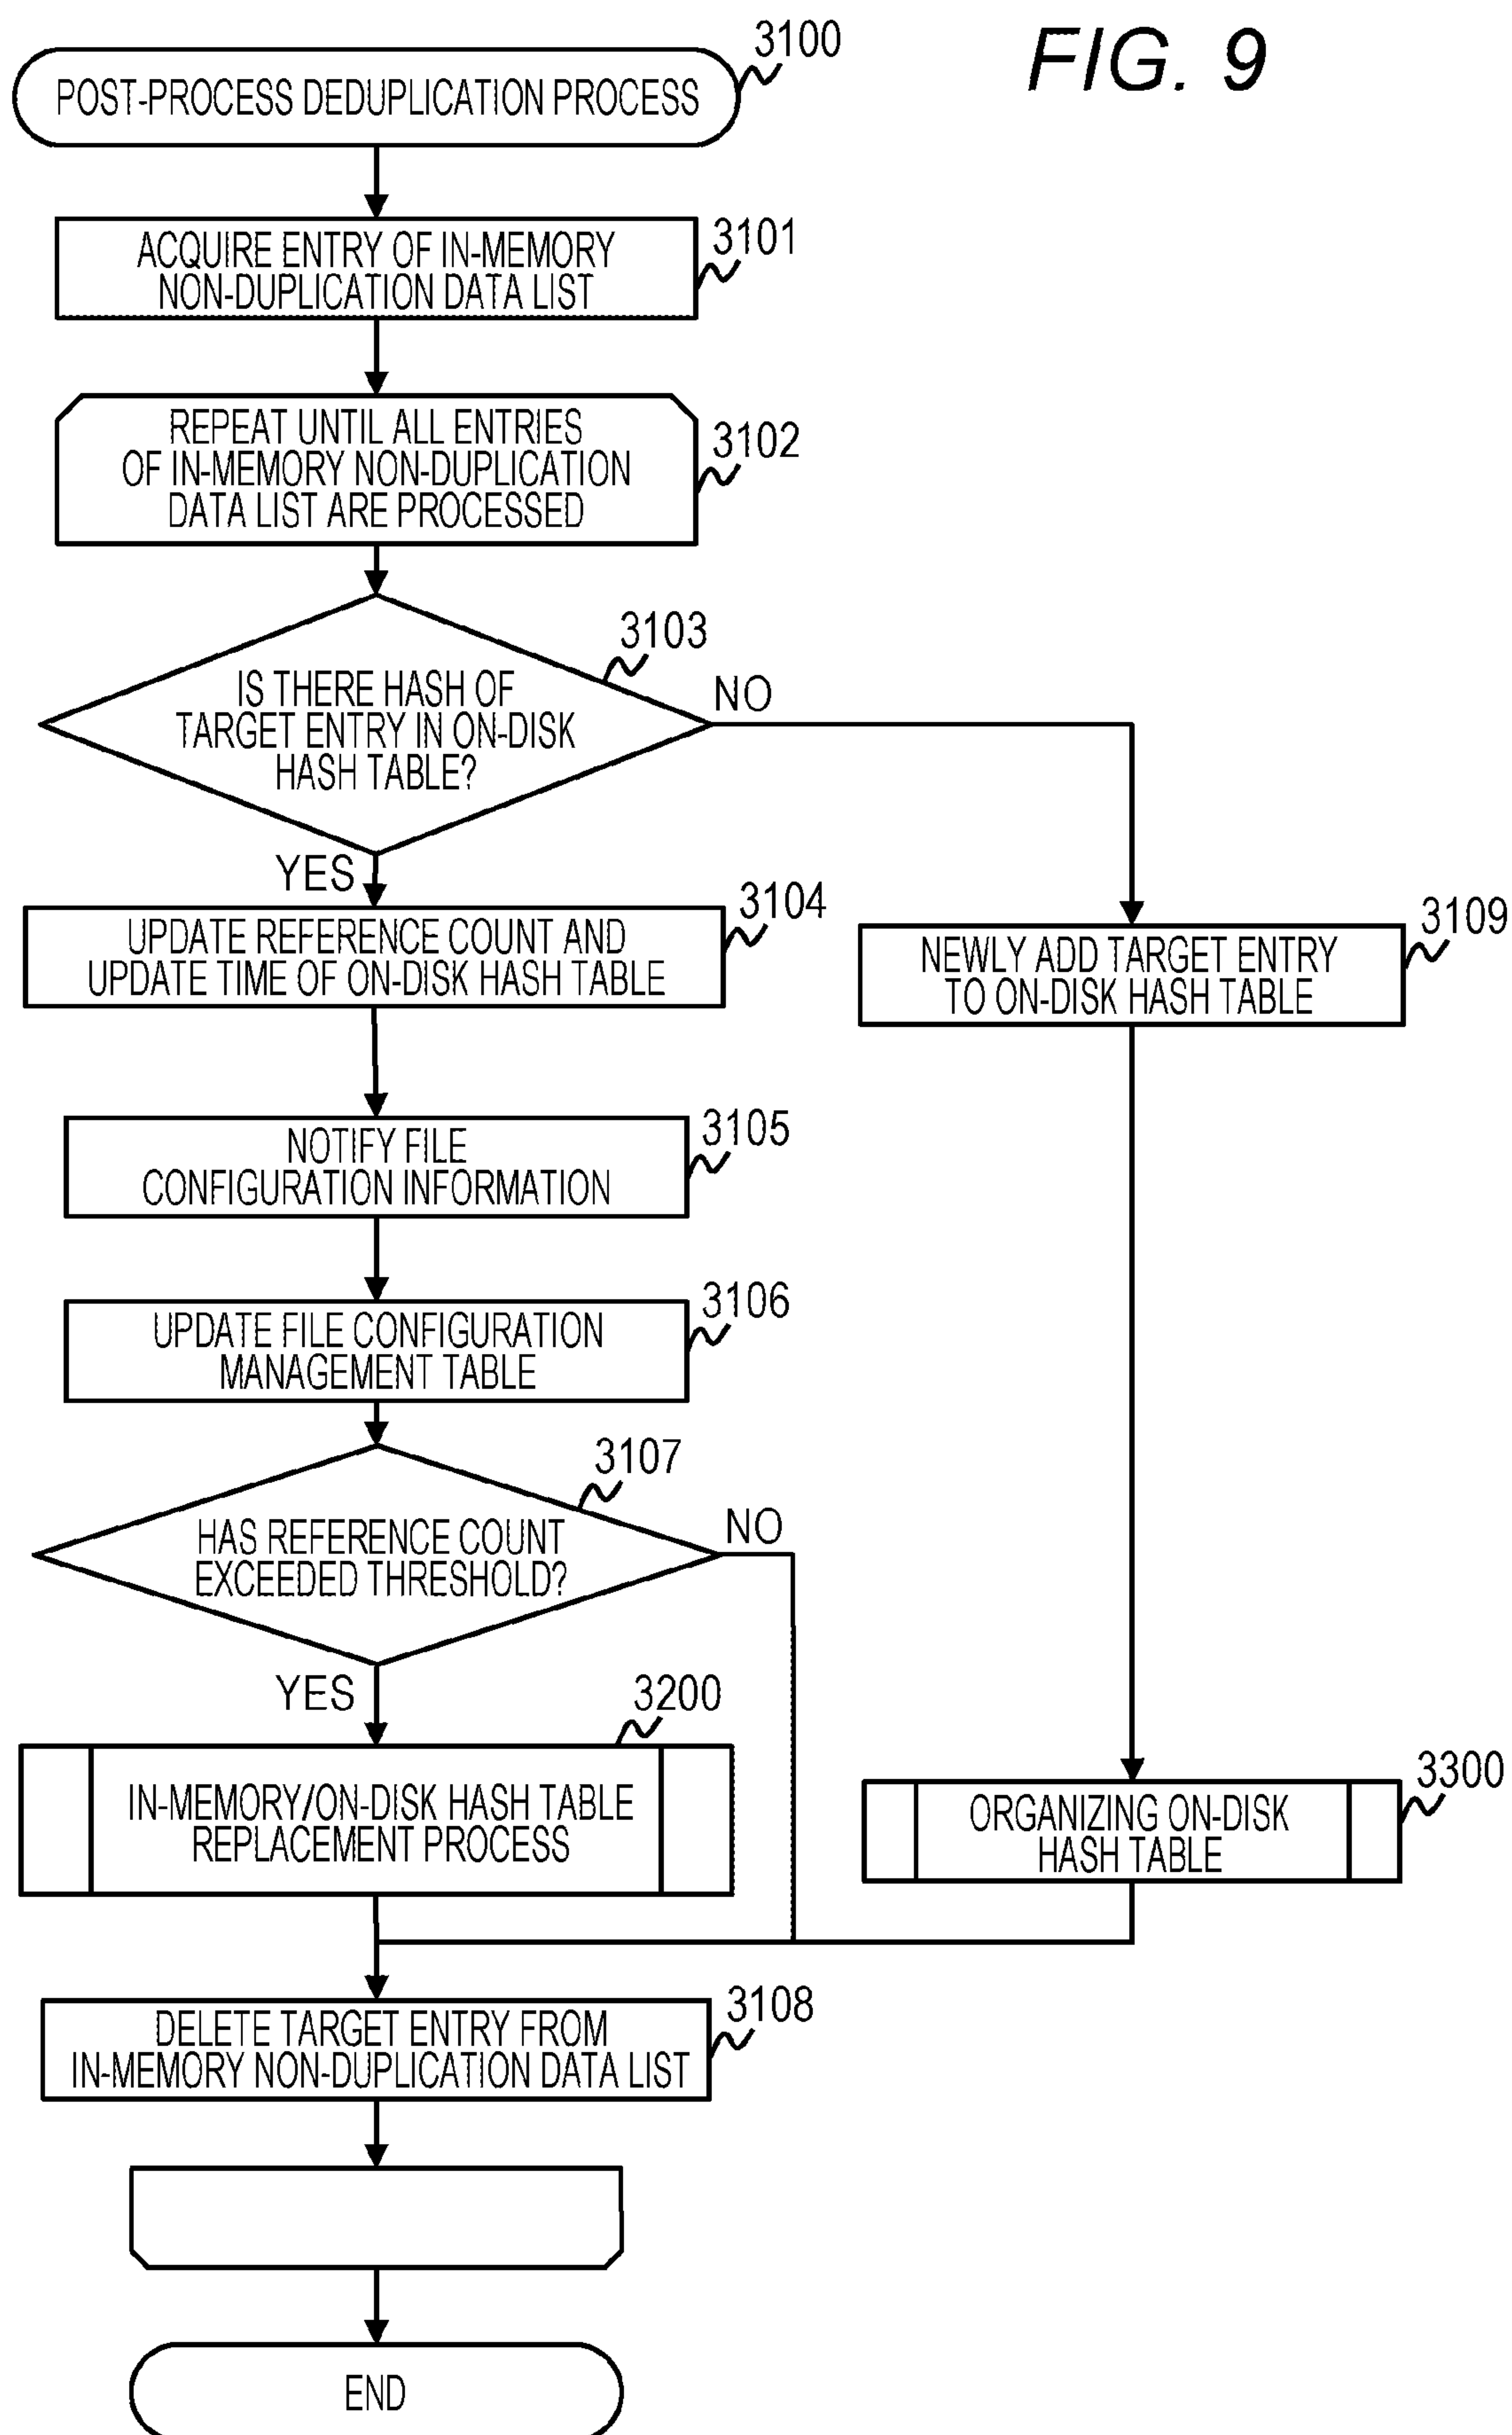 FIG. 9
3100
POST-PROCESS DEDUPLICATION PROCESS
3101
ACQUIRE ENTRY OF IN-MEMORY
NON-DUPLICATION DATA LIST
3102
REPEAT UNTIL ALL ENTRIES
OF IN-MEMORY NON-DUPLICATION
DATA LIST ARE PROCESSED
3103
IS THERE HASH OF
TARGET ENTRY IN ON-DISK
HASH TABLE?
NO
YES
3104
UPDATE REFERENCE COUNT AND
UPDATE TIME OF ON-DISK HASH TABLE
3109
NEWLY ADD TARGET ENTRY
TO ON-DISK HASH TABLE
3105
NOTIFY FILE
CONFIGURATION INFORMATION
3106
UPDATE FILE CONFIGURATION
MANAGEMENT TABLE
3107
HAS REFERENCE COUNT
EXCEEDED THRESHOLD?
NO
YES
3200
IN-MEMORY/ON-DISK HASH TABLE
REPLACEMENT PROCESS
3300
ORGANIZING ON-DISK
HASH TABLE
3108
DELETE TARGET ENTRY FROM
IN-MEMORY NON-DUPLICATION DATA LIST
END